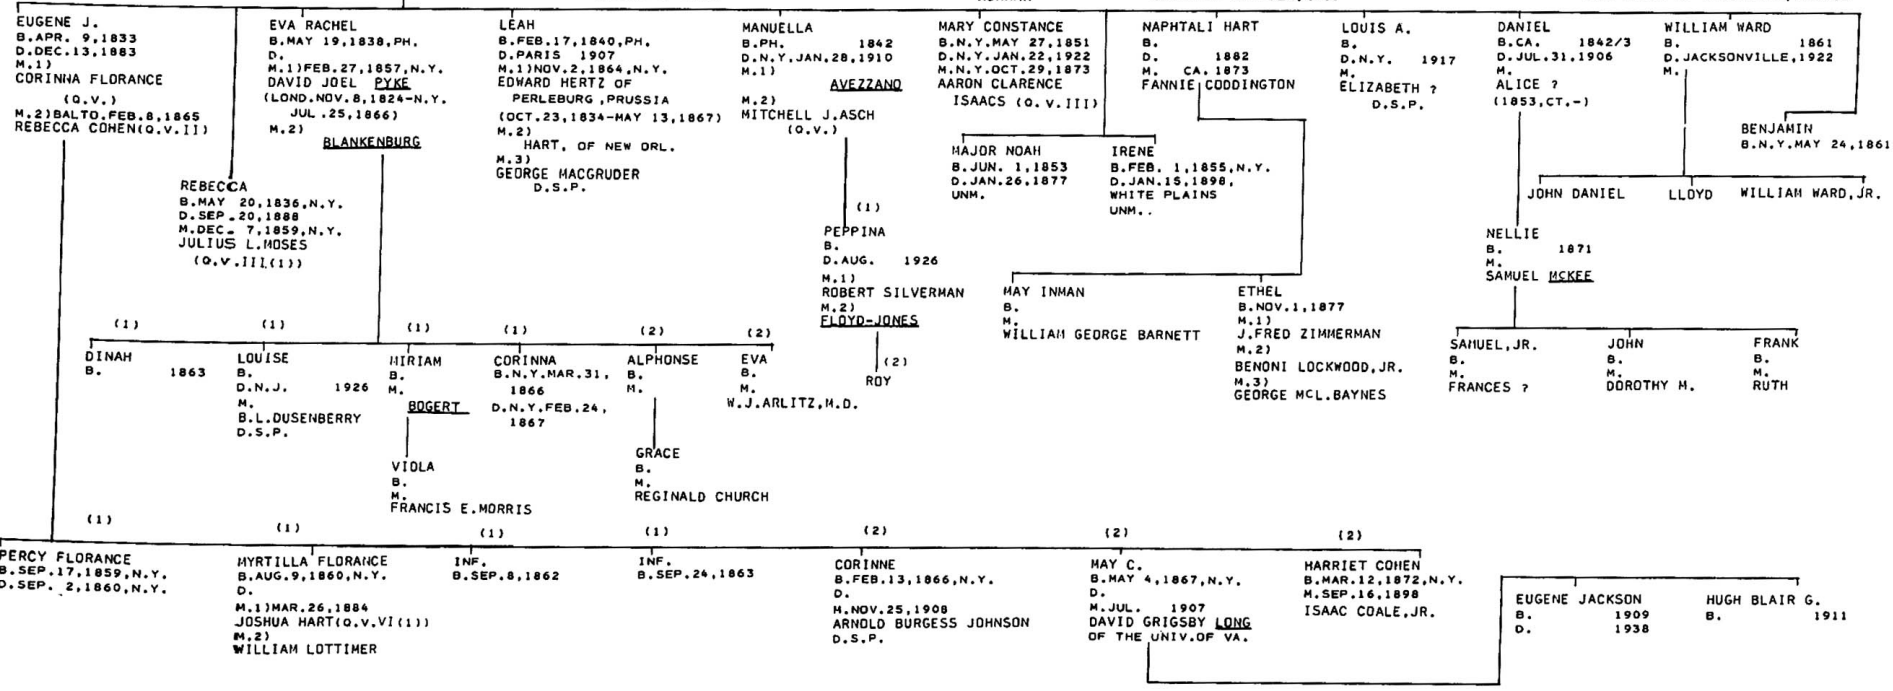 EUGENE J.
B.APR. 9,1833
D.DEC.13,1883
M.1)
CORINNA FLORANCE
(Q.V.)
M.2)BALTO.FEB.8,1865
REBECCA COHEN(Q.V.II)
EVA RACHEL
B.MAY 19,1838,PH.
D.
M.1)FEB.27,1857,N.Y.
DAVID JOEL PYKE
(LOND.NOV.8,1824-N.Y.
JUL.25,1866)
M.2)
BLANKENBURG
LEAH
B.FEB.17,1840,PH.
D.PARIS 1907
M.1)NOV.2,1864,N.Y.
EDWARD HERTZ OF
PERLEBURG,PRUSSIA
(OCT.23,1834-MAY 13,1867)
M.2)
HART, OF NEW ORL.
M.3)
GEORGE MACGRUDER
D.S.P.
MANUELLA
B.PH. 1842
D.N.Y.JAN.28,1910
M.1)
AVEZZANO
M.2)
MITCHELL J.ASCH
(Q.V.)
MARY CONSTANCE
B.N.Y.MAY 27,1851
D.N.Y.JAN.22,1922
M.N.Y.OCT.29,1873
AARON CLARENCE
ISAACS (Q.V.III)
NAPHTALI HART
B.
D. 1882
M. CA. 1873
FANNIE CODDINGTON
LOUIS A.
B.
D.N.Y. 1917
M.
ELIZABETH ?
D.S.P.
DANIEL
B.CA. 1842/3
D.JUL.31,1906
M.
ALICE ?
(1853,CT.-)
WILLIAM WARD
B. 1861
D.JACKSONVILLE,1922
M.
BENJAMIN
B.N.Y.MAY 24,1861
REBECCA
B.MAY 20,1836,N.Y.
D.SEP.20,1888
M.DEC. 7,1859,N.Y.
JULIUS L.MOSES
(Q.V.III(1))
MAJOR NOAH
B.JUN. 1,1853
D.JAN.26,1877
UNM.
IRENE
B.FEB. 1,1855,N.Y.
D.JAN.15,1898,
WHITE PLAINS
UNM..
JOHN DANIEL
LLOYD
WILLIAM WARD,JR.
(1)
PEPPINA
B.
D.AUG. 1926
M.1)
ROBERT SILVERMAN
M.2)
FLOYD-JONES
(2)
ROY
NELLIE
B. 1871
M.
SAMUEL MCKEE
MAY INMAN
B.
M.
WILLIAM GEORGE BARNETT
ETHEL
B.NOV.1,1877
M.1)
J.FRED ZIMMERMAN
M.2)
BENONI LOCKWOOD,JR.
M.3)
GEORGE MCL.BAYNES
SAMUEL,JR.
B.
M.
FRANCES ?
JOHN
B.
M.
DOROTHY M.
FRANK
B.
M.
RUTH
(1)
DINAH
B. 1863
(1)
LOUISE
B.
D.N.J. 1926
M.
B.L.DUSENBERRY
D.S.P.
(1)
MIRIAM
B.
M.
BOGERT
(1)
CORINNA
B.N.Y.MAR.31,
1866
D.N.Y.FEB.24,
1867
(2)
ALPHONSE
B.
M.
(2)
EVA
B.
M.
W.J.ARLITZ,M.D.
VIOLA
B.
M.
FRANCIS E.MORRIS
GRACE
B.
M.
REGINALD CHURCH
(1)
PERCY FLORANCE
B.SEP.17,1859,N.Y.
D.SEP. 2,1860,N.Y.
(1)
MYRTILLA FLORANCE
B.AUG.9,1860,N.Y.
D.
M.1)MAR.26,1884
JOSHUA HART(Q.V.VI(1))
M.2)
WILLIAM LOTTIMER
(1)
INF.
B.SEP.8,1862
(1)
INF.
B.SEP.24,1863
(2)
CORINNE
B.FEB.13,1866,N.Y.
D.
M.NOV.25,1908
ARNOLD BURGESS JOHNSON
D.S.P.
(2)
MAY C.
B.MAY 4,1867,N.Y.
D.
M.JUL. 1907
DAVID GRIGSBY LONG
OF THE UNIV.OF VA.
(2)
HARRIET COHEN
B.MAR.12,1872,N.Y.
M.SEP.16,1898
ISAAC COALE,JR.
EUGENE JACKSON
B. 1909
D. 1938
HUGH BLAIR G.
B. 1911